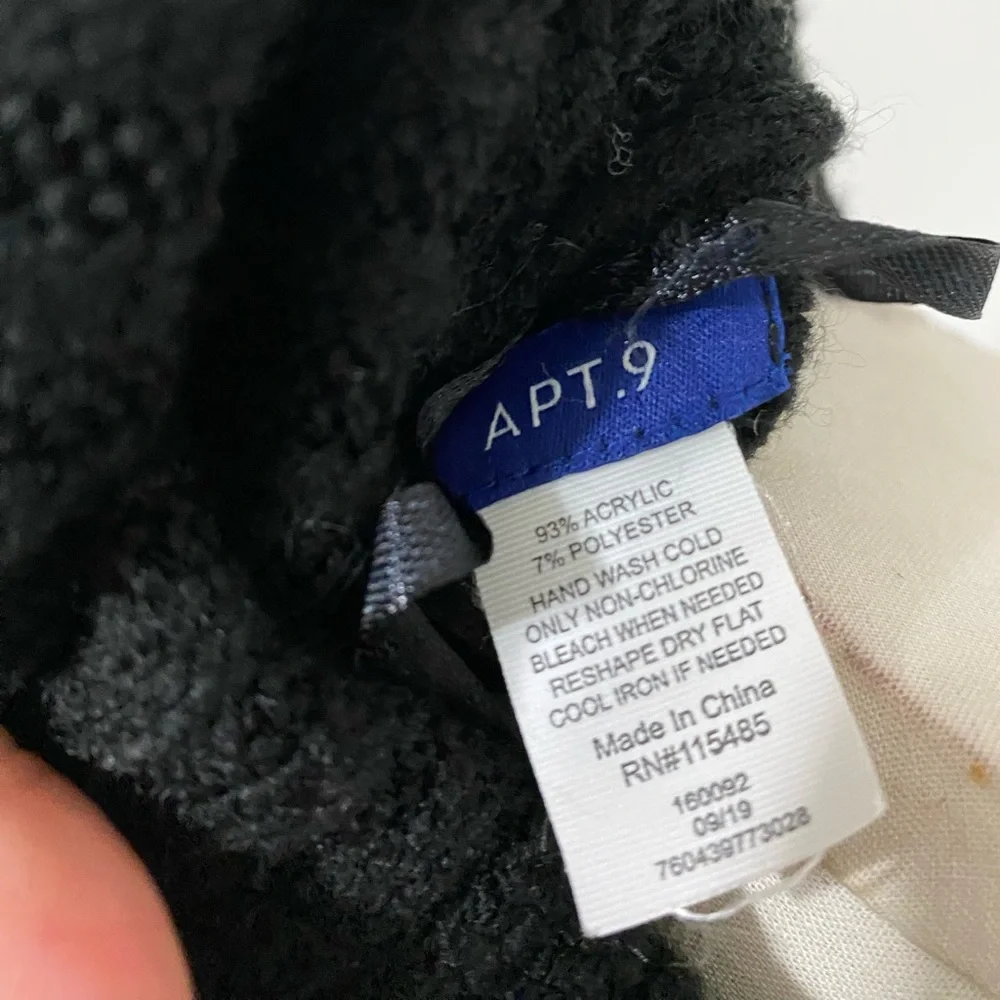 APT.9
93% ACRYLIC
7% POLYESTER
HAND WASH COLD
ONLY NON-CHLORINE
BLEACH WHEN NEEDED
RESHAPE DRY FLAT
COOL IRON IF NEEDED
Made In China
RN#115485
160092
09/19
760439773028